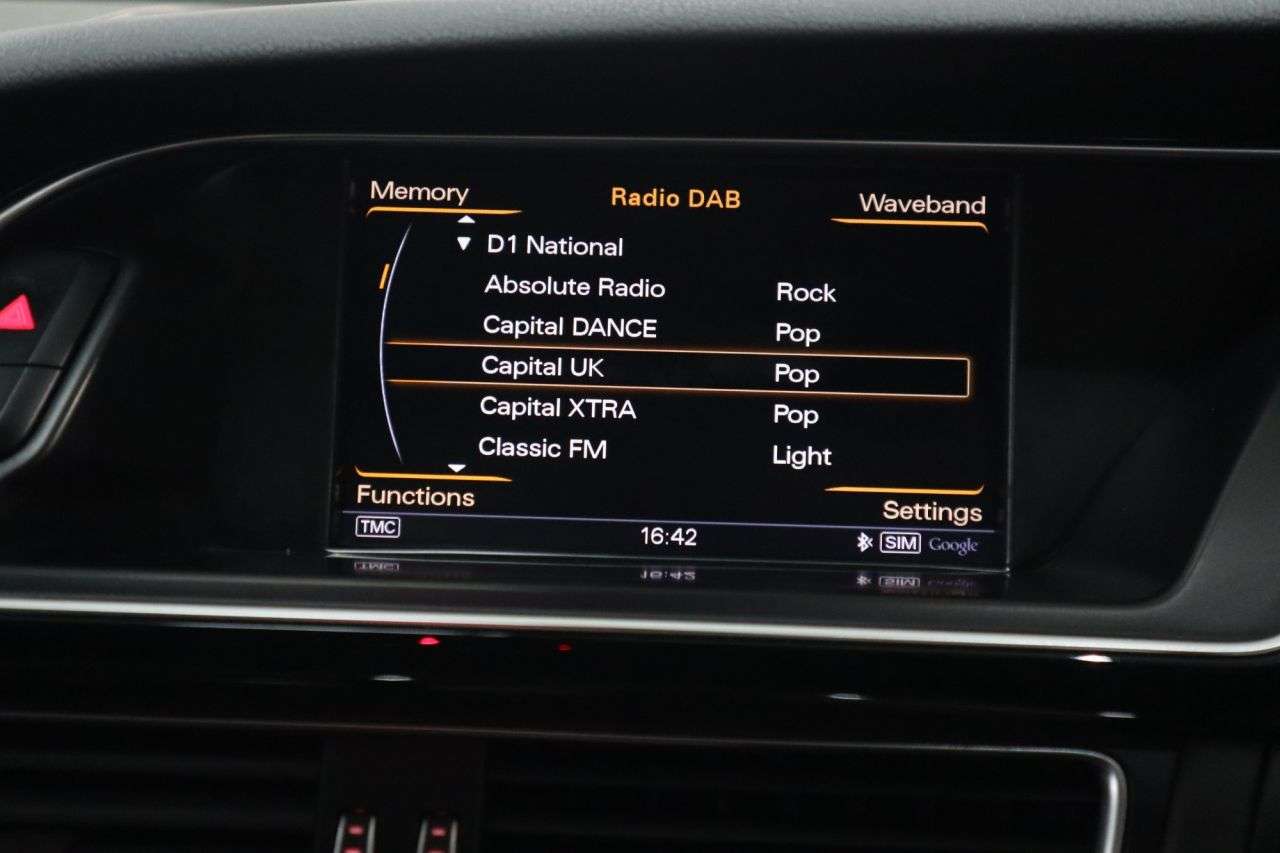 Memory Radio DAB Waveband
D1 National
Absolute Radio Rock
Capital DANCE Pop
Capital UK Pop
Capital XTRA Pop
Classic FM Light
Functions Settings
TMC 16:42 SIM Google